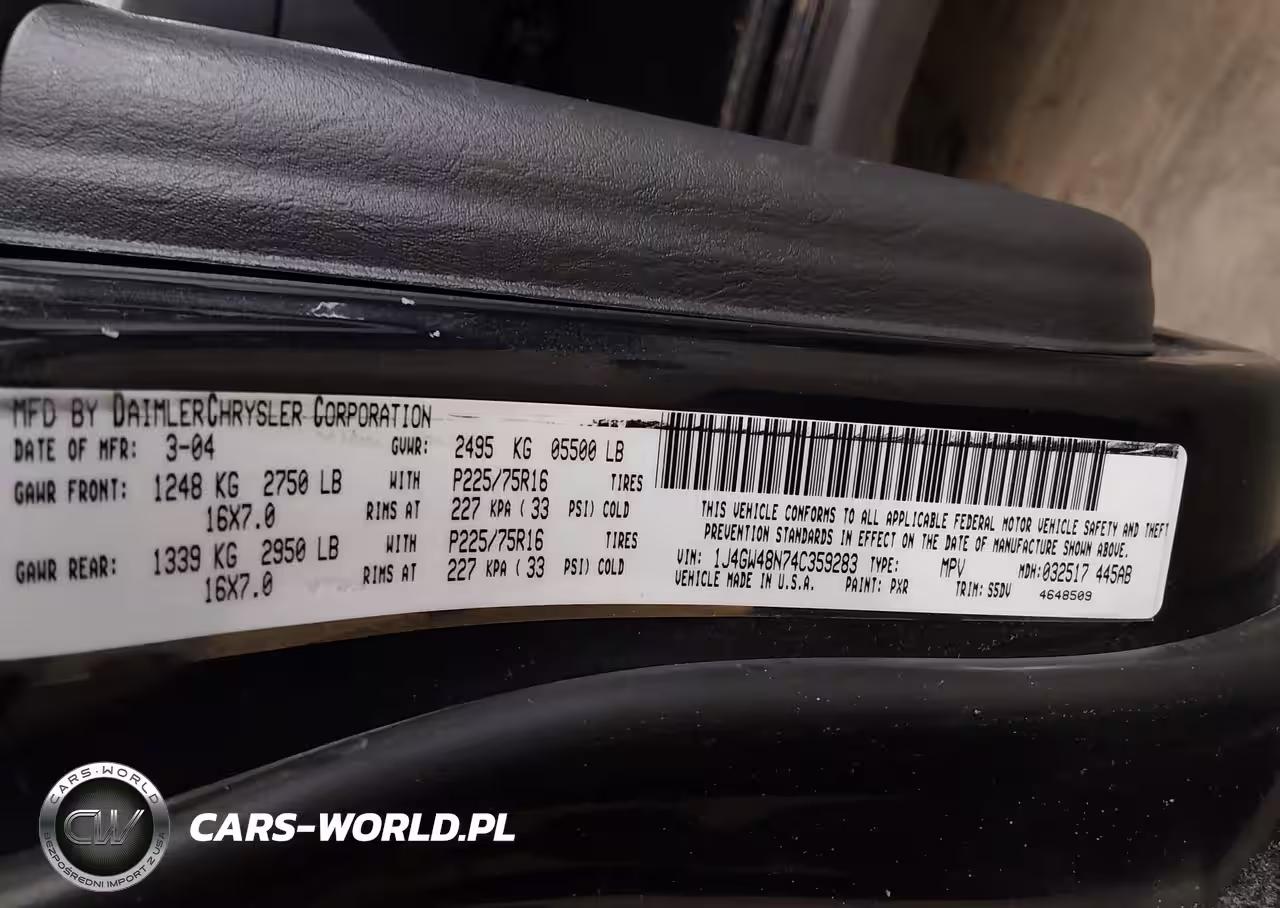 MFD BY DAIMLERCHRYSLER CORPORATION
DATE OF MFR: 3-04 GVWR: 2495 KG 05500 LB
GAWR FRONT: 1248 KG 2750 LB WITH P225/75R16 TIRES
16X7.0 RIMS AT 227 KPA ( 33 PSI) COLD
GAWR REAR: 1339 KG 2950 LB WITH P225/75R16 TIRES
16X7.0 RIMS AT 227 KPA ( 33 PSI) COLD
THIS VEHICLE CONFORMS TO ALL APPLICABLE FEDERAL MOTOR VEHICLE SAFETY AND THEFT
PREVENTION STANDARDS IN EFFECT ON THE DATE OF MANUFACTURE SHOWN ABOVE.
VIN: 1J4GW48N74C359283 TYPE: MPV MDH:032517 445AB
VEHICLE MADE IN U.S.A. PAINT: PXR TRIM: S5DV 4648509
CARS-WORLD
CW
BEZPOŚREDNI IMPORT Z USA
CARS-WORLD.PL